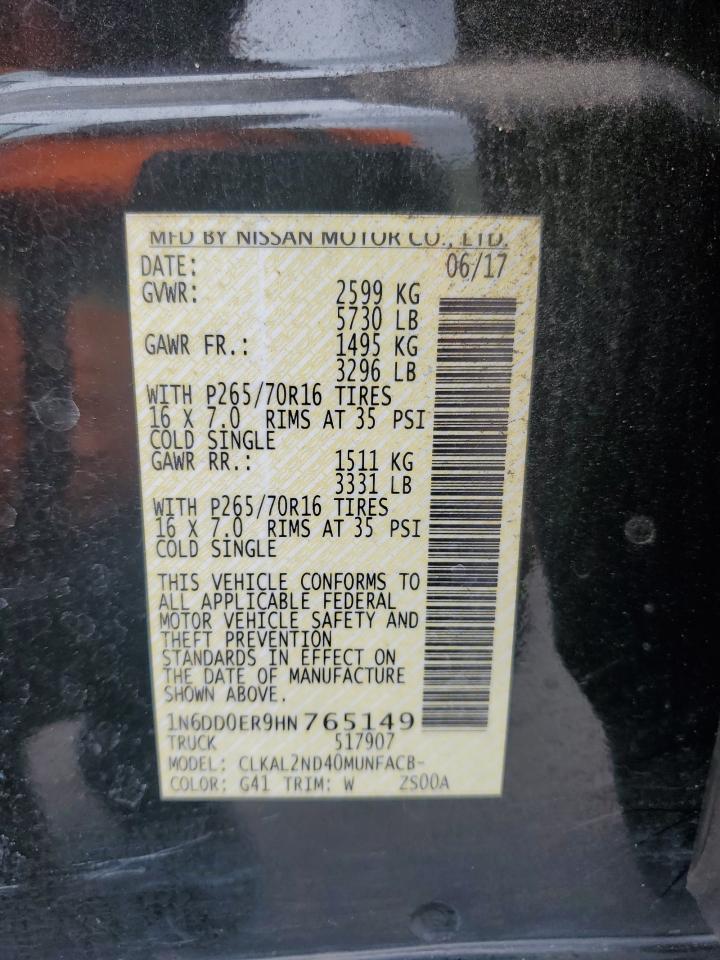 MFD BY NISSAN MOTOR CO., LTD.
DATE: 06/17
GVWR: 2599 KG
5730 LB
GAWR FR.: 1495 KG
3296 LB
WITH P265/70R16 TIRES
16 X 7.0 RIMS AT 35 PSI
COLD SINGLE
GAWR RR.: 1511 KG
3331 LB
WITH P265/70R16 TIRES
16 X 7.0 RIMS AT 35 PSI
COLD SINGLE
THIS VEHICLE CONFORMS TO
ALL APPLICABLE FEDERAL
MOTOR VEHICLE SAFETY AND
THEFT PREVENTION
STANDARDS IN EFFECT ON
THE DATE OF MANUFACTURE
SHOWN ABOVE.
1N6DD0ER9HN765149
TRUCK 517907
MODEL: CLKAL2ND40MUNFACB-
COLOR: G41 TRIM: W ZS00A